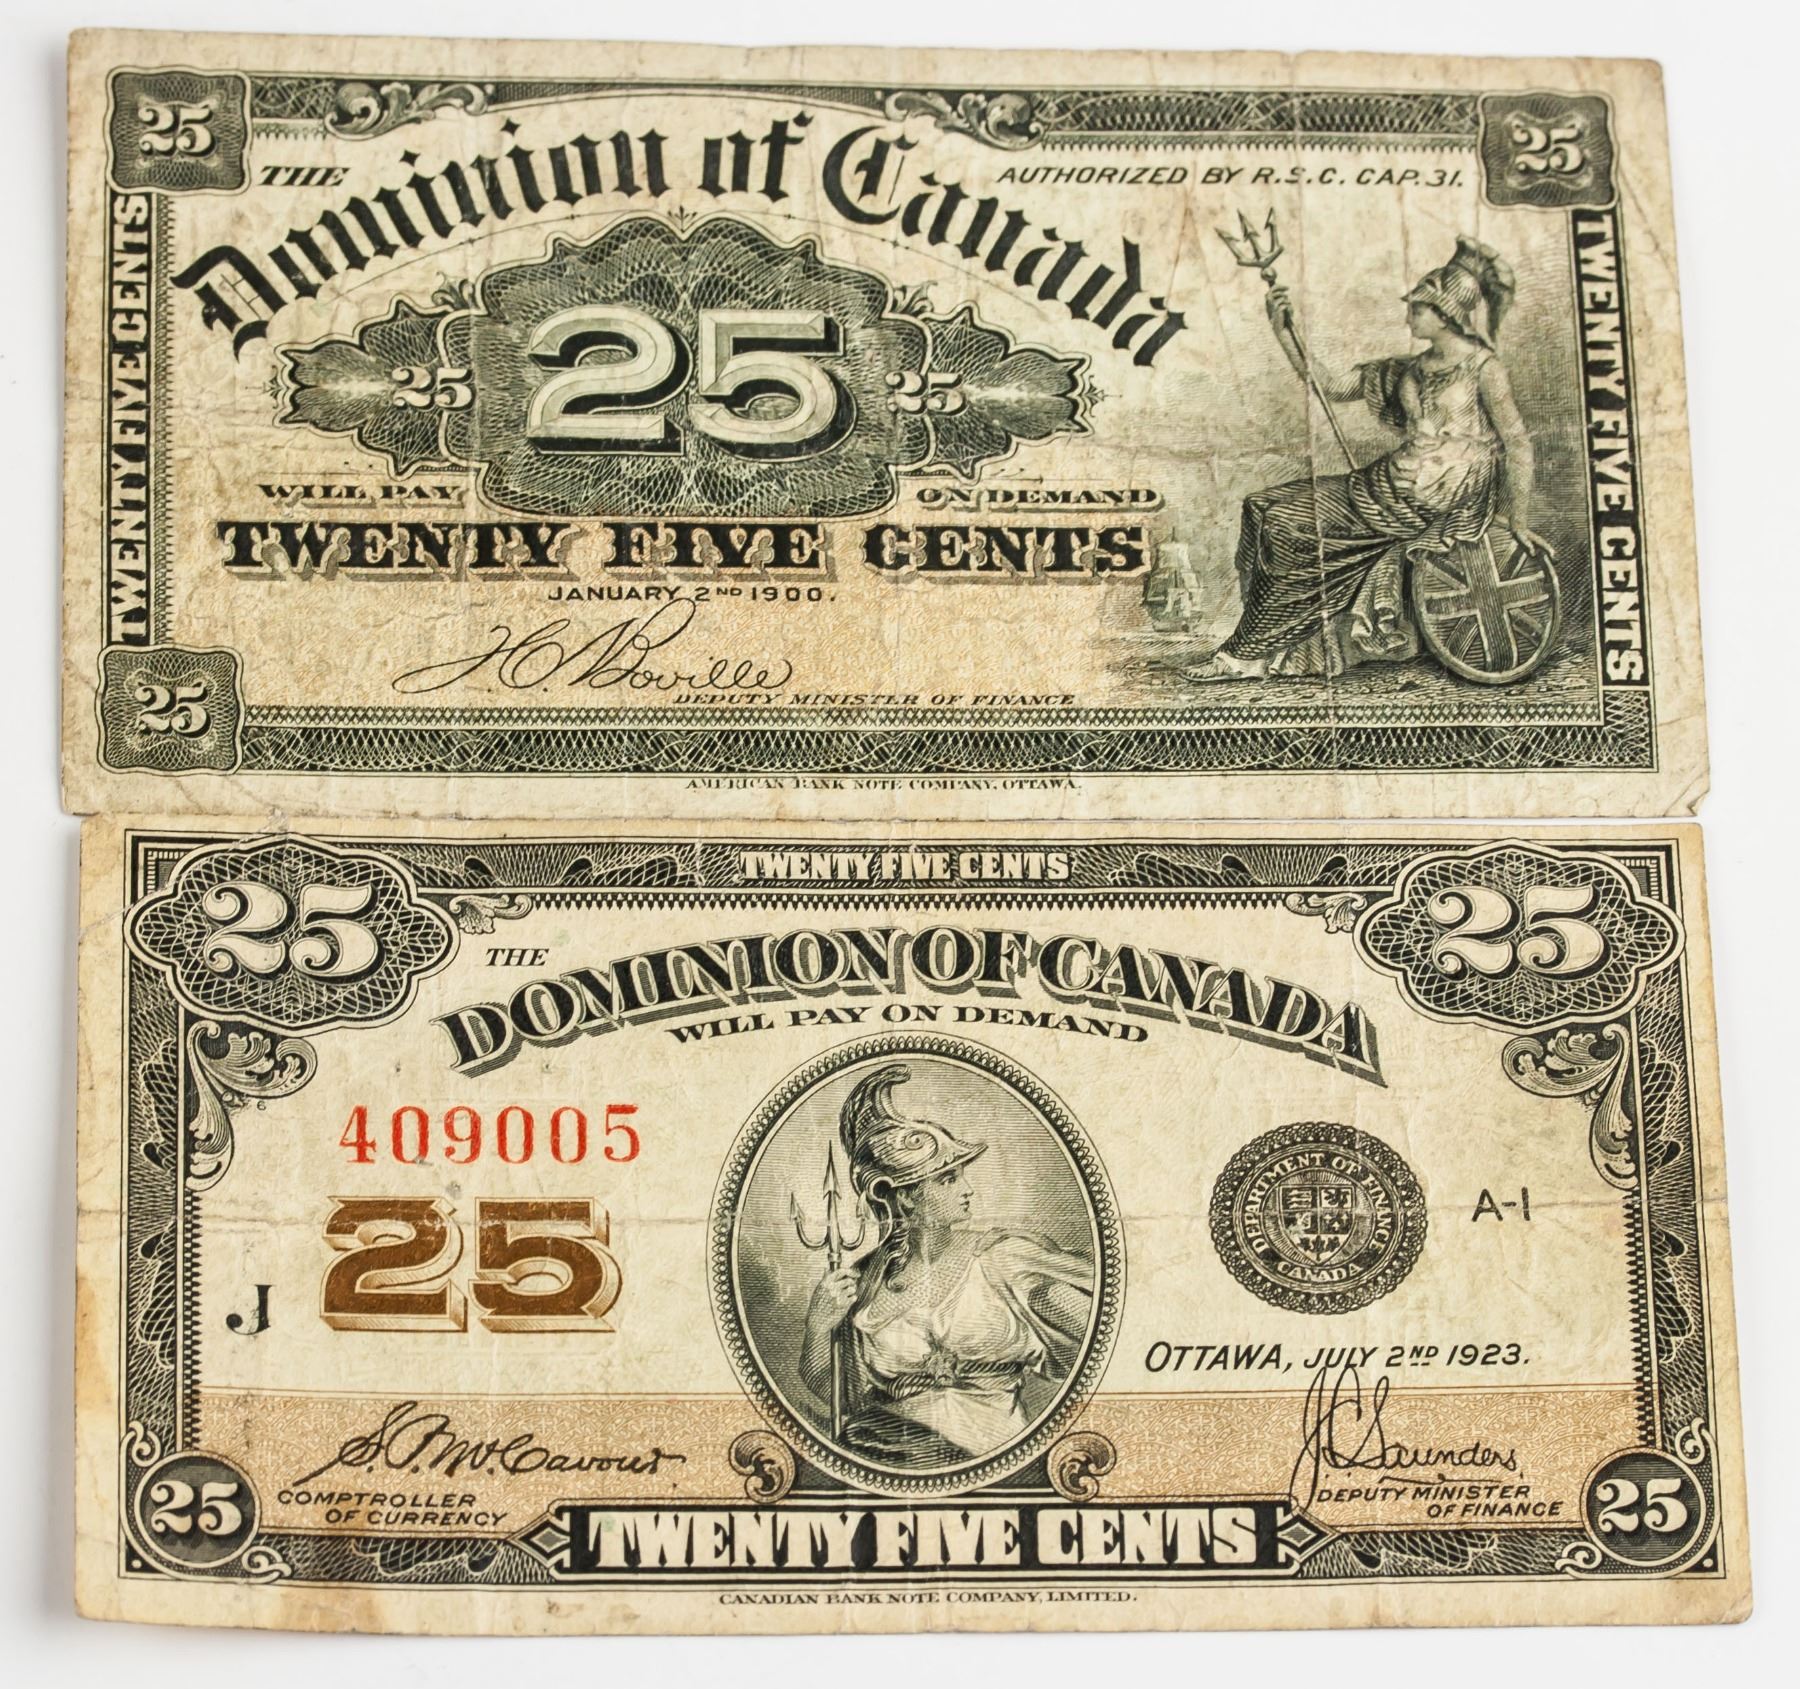 25
25
THE Dominion of Canada
AUTHORIZED BY R.S.C. CAP. 31.
TWENTY FIVE CENTS
25
25
25
TWENTY FIVE CENTS
WILL PAY
ON DEMAND
TWENTY FIVE CENTS
JANUARY 2ND 1900.
H.C. Boville
DEPUTY MINISTER OF FINANCE
25
AMERICAN BANK NOTE COMPANY, OTTAWA.
25
TWENTY FIVE CENTS
25
THE
DOMINION OF CANADA
WILL PAY ON DEMAND
409005
25
J
DEPARTMENT OF FINANCE
CANADA
A-1
OTTAWA, JULY 2ND 1923.
J C Saunders
DEPUTY MINISTER
OF FINANCE
COMPTROLLER
OF CURRENCY
25
TWENTY FIVE CENTS
25
CANADIAN BANK NOTE COMPANY, LIMITED.